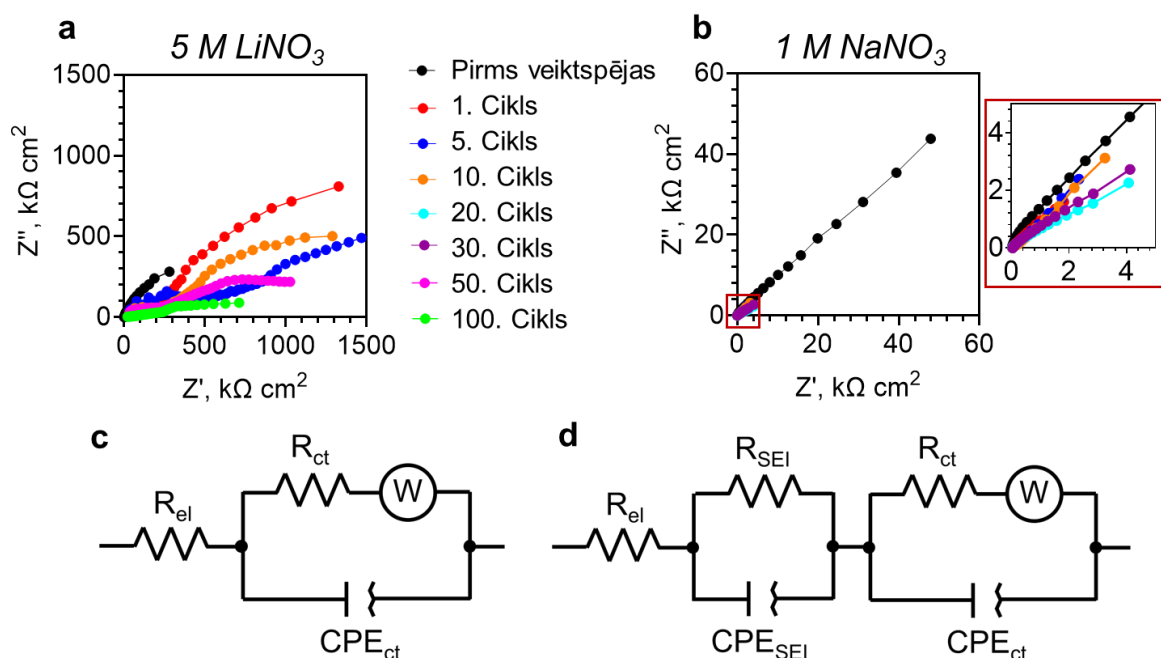 a
5 M LiNO3
1500
1000
500
0
0 500 1000 1500
Z'', kΩ cm2
Z', kΩ cm2
Pirms veiktspējas
1. Cikls
5. Cikls
10. Cikls
20. Cikls
30. Cikls
50. Cikls
100. Cikls
b
1 M NaNO3
60
40
20
0
0 20 40 60
Z'', kΩ cm2
Z', kΩ cm2
4
2
0
0 2 4
c
Rel
Rct
W
CPEct
d
Rel
RSEI
CPESEI
Rct
W
CPEct